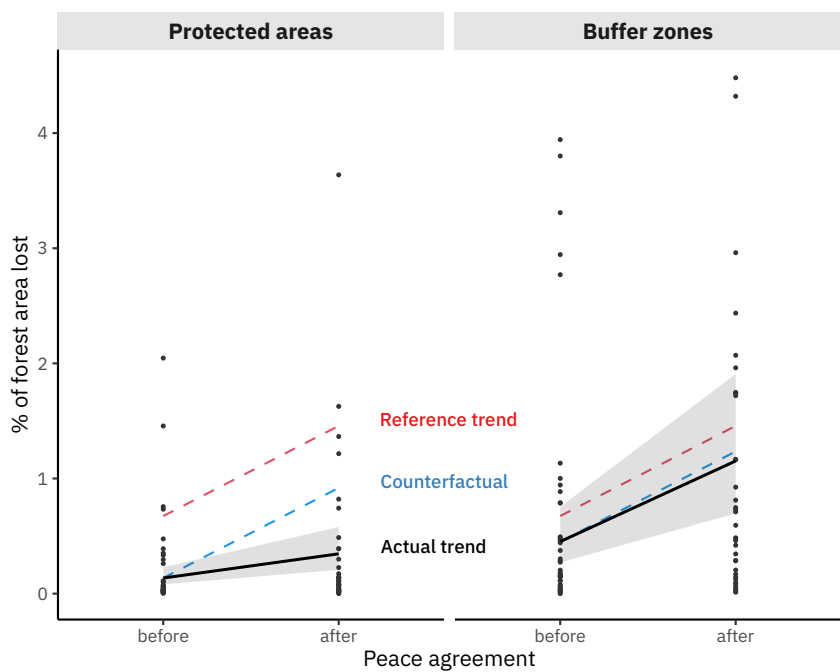 Protected areas
Buffer zones
% of forest area lost
4
3
2
1
0
Reference trend
Counterfactual
Actual trend
before
after
before
after
Peace agreement